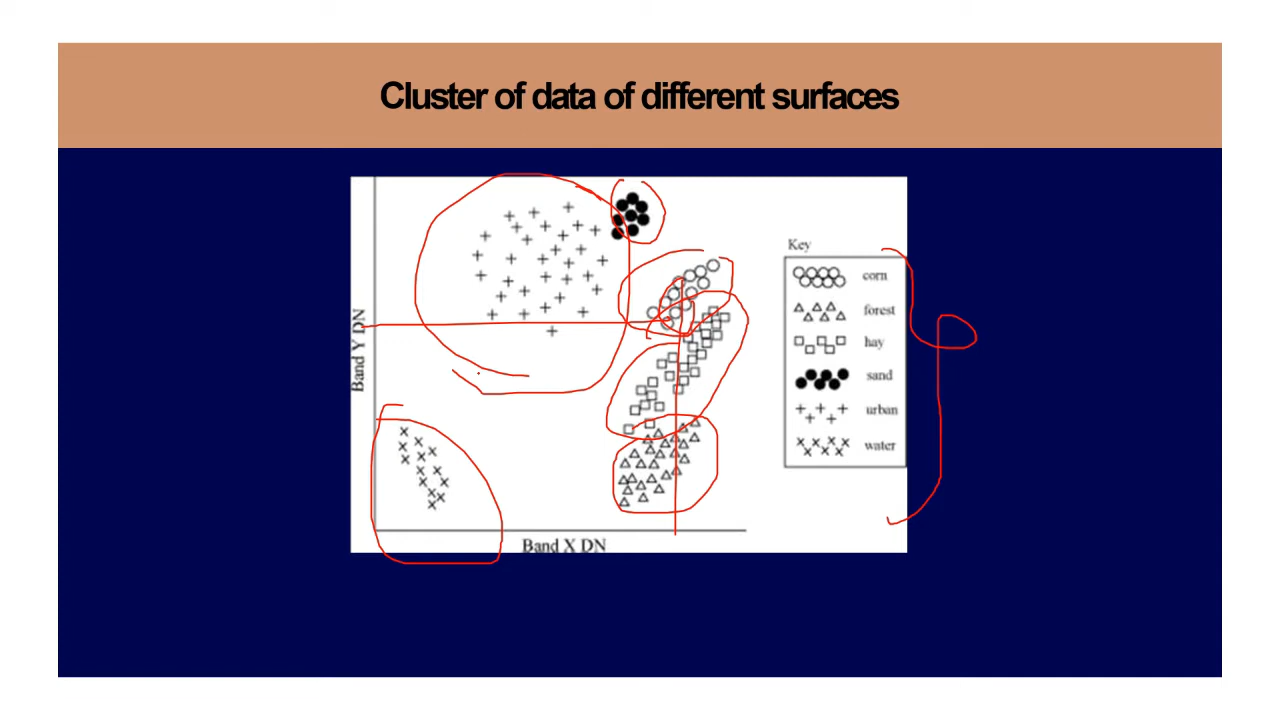 Cluster of data of different surfaces
Key
corn
forest
hay
sand
urban
water
Band Y DN
Band X DN